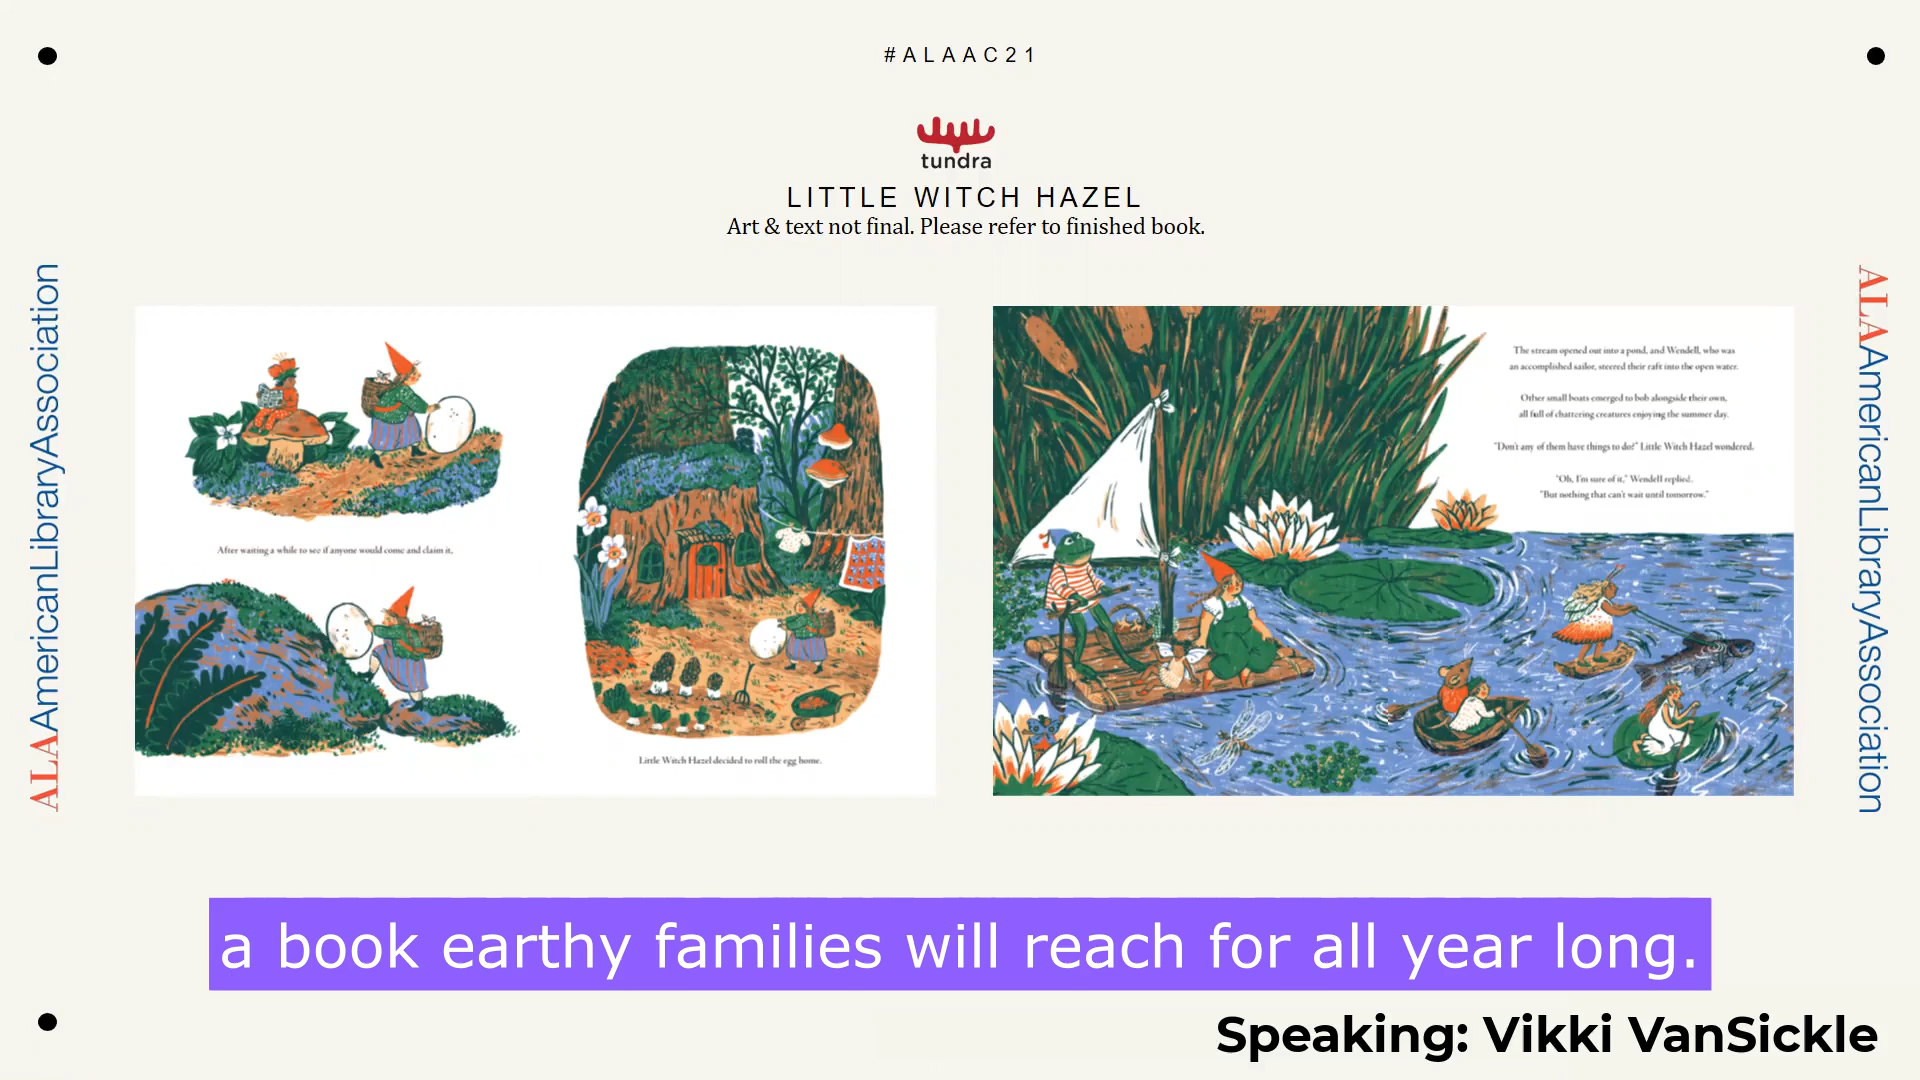 #ALAAC21
tundra
LITTLE WITCH HAZEL
Art & text not final. Please refer to finished book.
ALAAmericanLibraryAssociation
After waiting a while to see if anyone would come and claim it,
Little Witch Hazel decided to roll the egg home.
The stream opened out into a pond, and Wendell, who was
an accomplished sailor, steered their raft into the open water.
Other small boats emerged to bob alongside their own,
all full of chattering creatures enjoying the summer day.
"Don't any of them have things to do?" Little Witch Hazel wondered.
"Oh, I'm sure of it," Wendell replied.
"But nothing that can't wait until tomorrow."
ALAAmericanLibraryAssociation
a book earthy families will reach for all year long.
Speaking: Vikki VanSickle